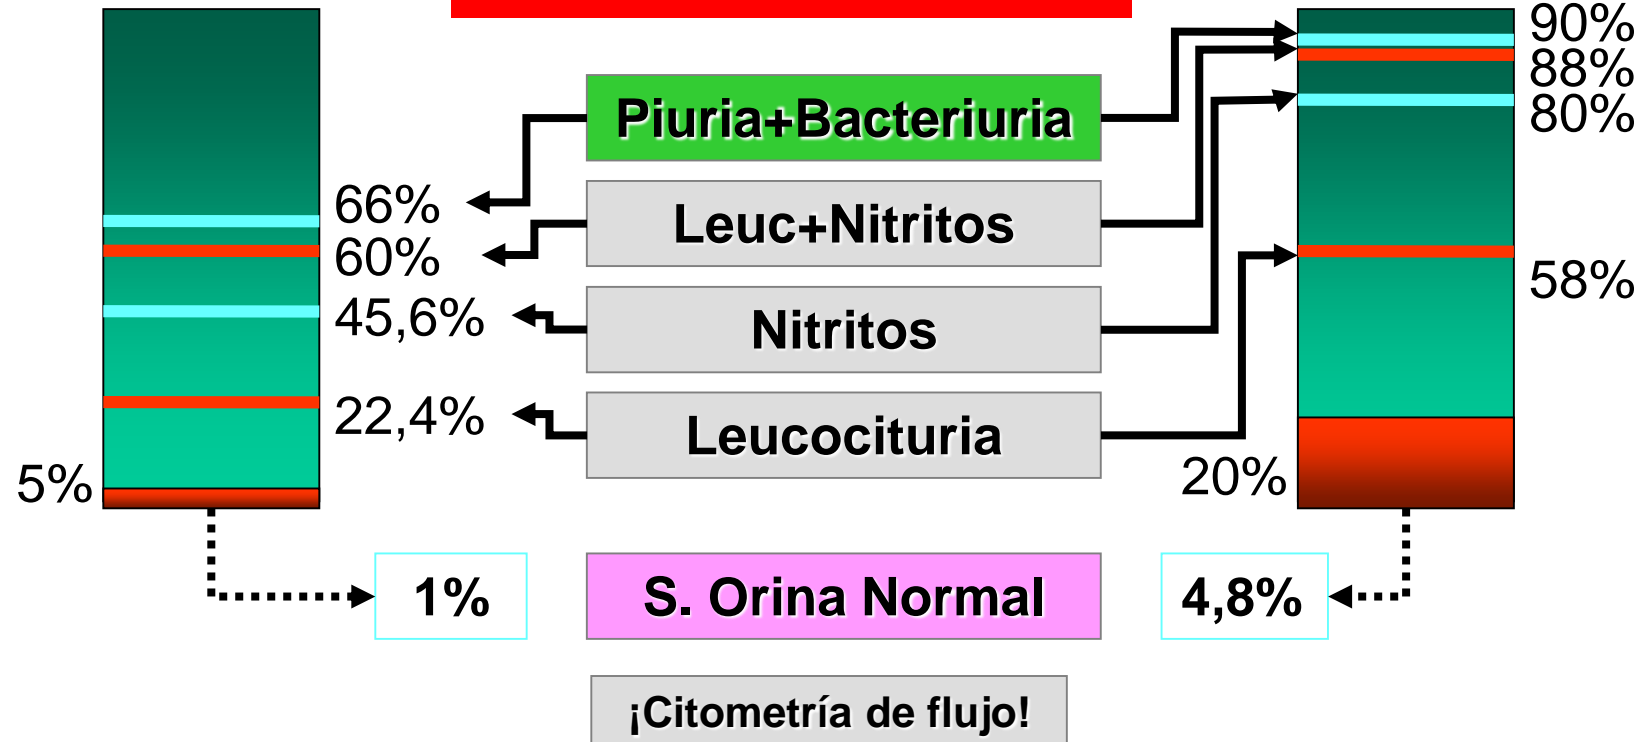 90%
88%
80%
Piuria+Bacteriuria
66%
Leuc+Nitritos
60%
58%
45,6%
Nitritos
22,4%
Leucocituria
5%
20%
1%
S. Orina Normal
4,8%
¡Citometría de flujo!